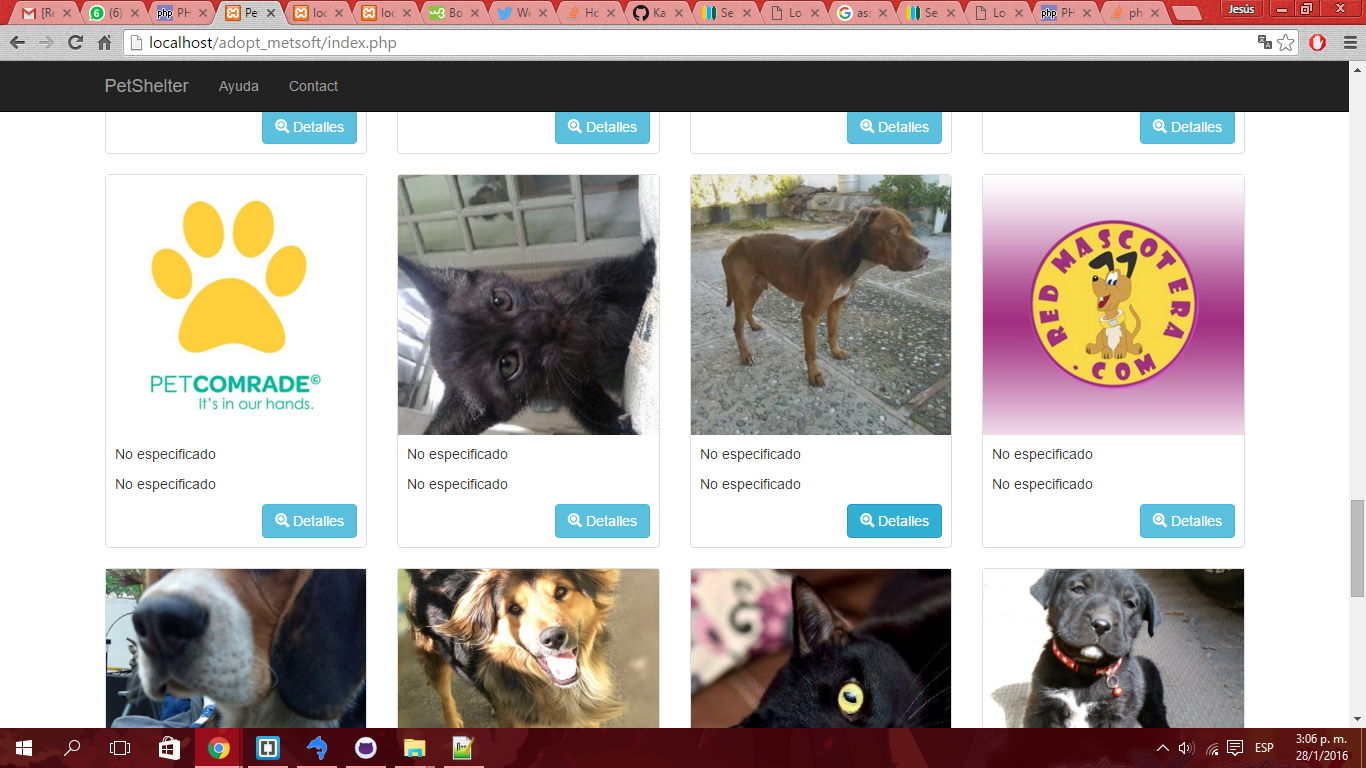 [Re
(6)
PH
Pe
loc
loc
Bo
We
Ho
Ka
Se
Lo
ass
Se
Lo
PH
ph
Jesús
localhost/adopt_metsoft/index.php
PetShelter Ayuda Contact
Detalles Detalles Detalles Detalles
PETCOMRADE©
It's in our hands.
RED MASCOTERA
.COM
No especificado No especificado No especificado No especificado
No especificado No especificado No especificado No especificado
Detalles Detalles Detalles Detalles
ESP
3:06 p. m.
28/1/2016